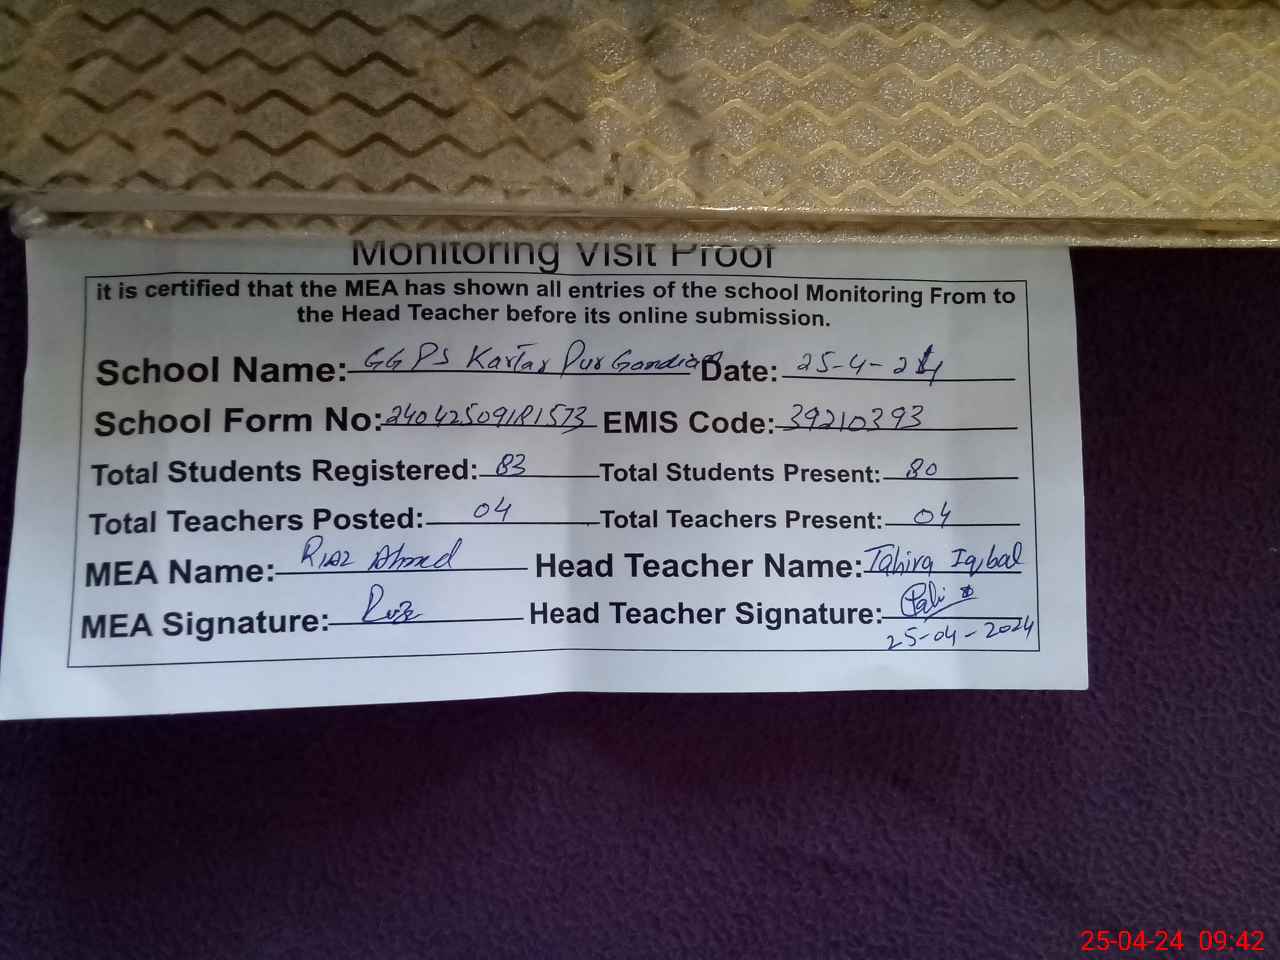 Monitoring Visit Proof
it is certified that the MEA has shown all entries of the school Monitoring From to
the Head Teacher before its online submission.
School Name: GGPS Kartar Pur Gondian Date: 25-4-24
School Form No: 24042509181573 EMIS Code: 39210393
Total Students Registered: 83 Total Students Present: 80
Total Teachers Posted: 04 Total Teachers Present: 04
MEA Name: Riaz Ahmed Head Teacher Name: Tahira Iqbal
MEA Signature: Head Teacher Signature:
25-04-2024
25-04-24 09:42